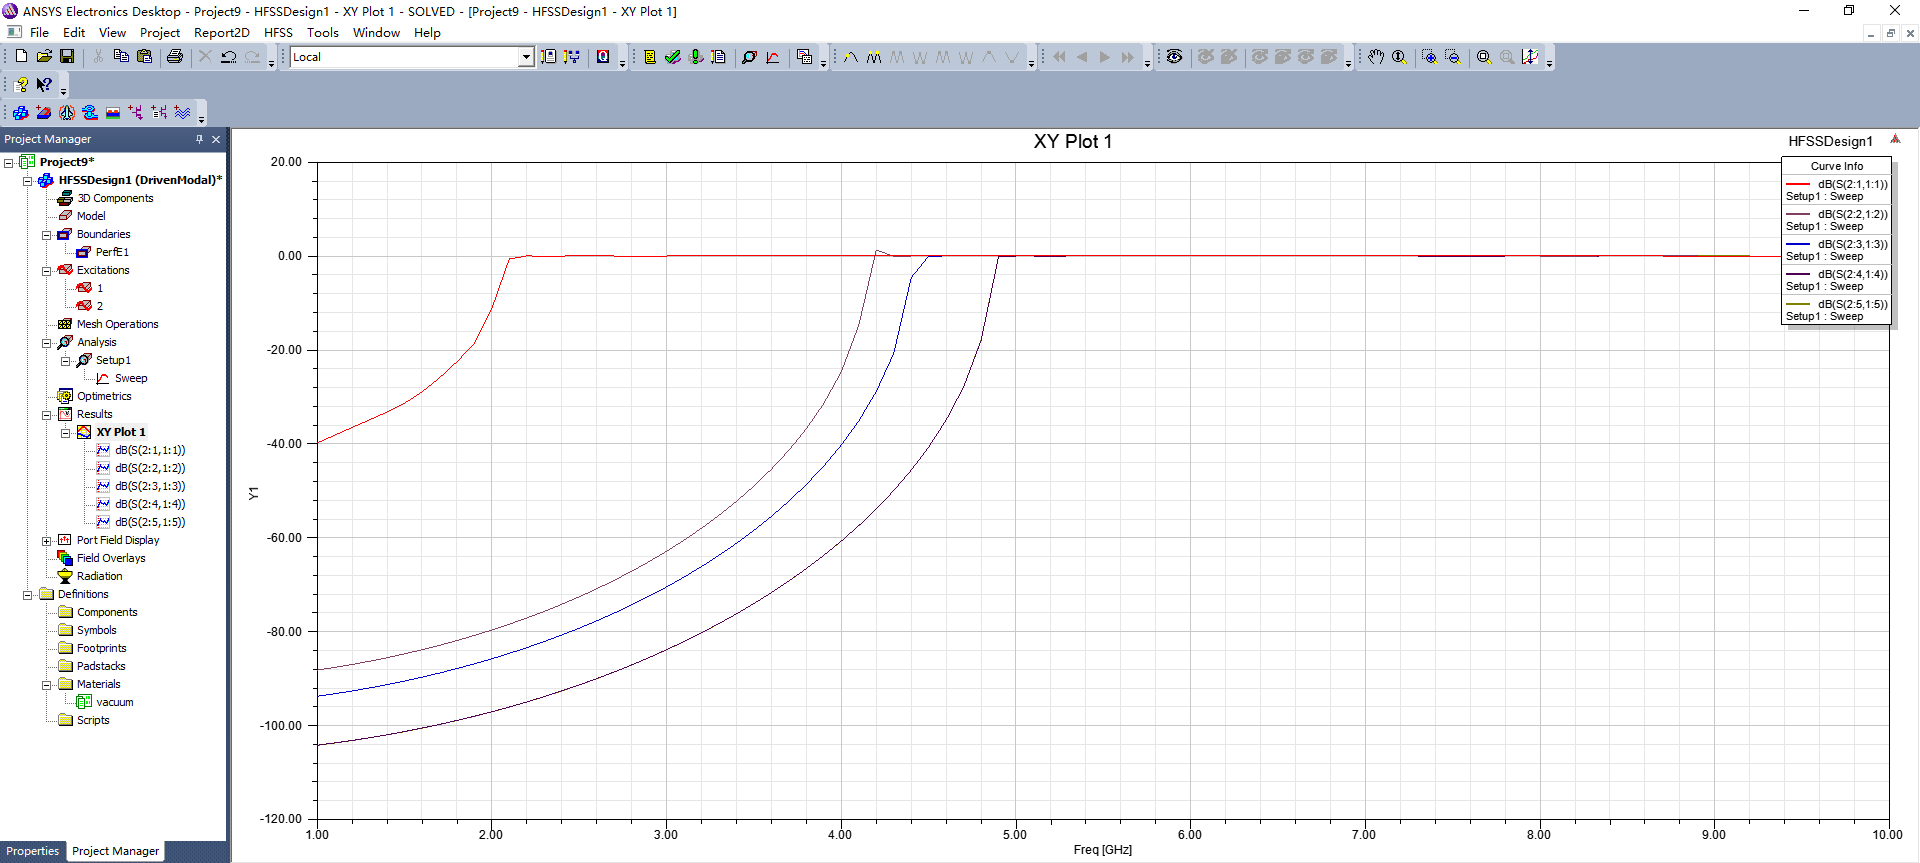 ANSYS Electronics Desktop - Project9 - HFSSDesign1 - XY Plot 1 - SOLVED - [Project9 - HFSSDesign1 - XY Plot 1]
File Edit View Project Report2D HFSS Tools Window Help
Local
Project Manager
Project9*
HFSSDesign1 (DrivenModal)*
3D Components
Model
Boundaries
PerfE1
Excitations
1
2
Mesh Operations
Analysis
Setup1
Sweep
Optimetrics
Results
XY Plot 1
dB(S(2:1,1:1))
dB(S(2:2,1:2))
dB(S(2:3,1:3))
dB(S(2:4,1:4))
dB(S(2:5,1:5))
Port Field Display
Field Overlays
Radiation
Definitions
Components
Symbols
Footprints
Padstacks
Materials
vacuum
Scripts
Properties Project Manager
XY Plot 1
HFSSDesign1
Curve Info
dB(S(2:1,1:1))
Setup1 : Sweep
dB(S(2:2,1:2))
Setup1 : Sweep
dB(S(2:3,1:3))
Setup1 : Sweep
dB(S(2:4,1:4))
Setup1 : Sweep
dB(S(2:5,1:5))
Setup1 : Sweep
20.00
0.00
-20.00
-40.00
-60.00
-80.00
-100.00
-120.00
Y1
1.00 2.00 3.00 4.00 5.00 6.00 7.00 8.00 9.00 10.00
Freq [GHz]